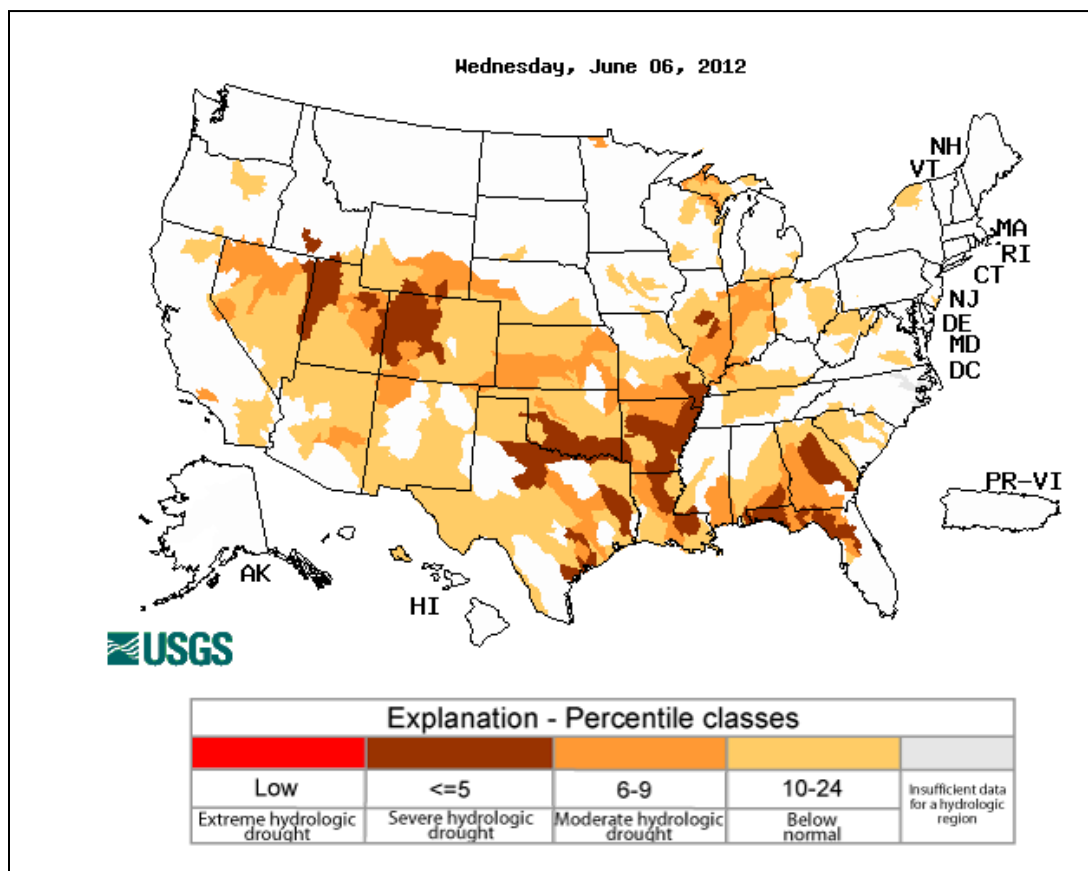 Wednesday, June 06, 2012
NH
VT
MA
RI
CT
NJ
DE
MD
DC
PR-VI
AK
HI
USGS
Explanation - Percentile classes
Low <=5 6-9 10-24 Insufficient data for a hydrologic region
Extreme hydrologic drought Severe hydrologic drought Moderate hydrologic drought Below normal